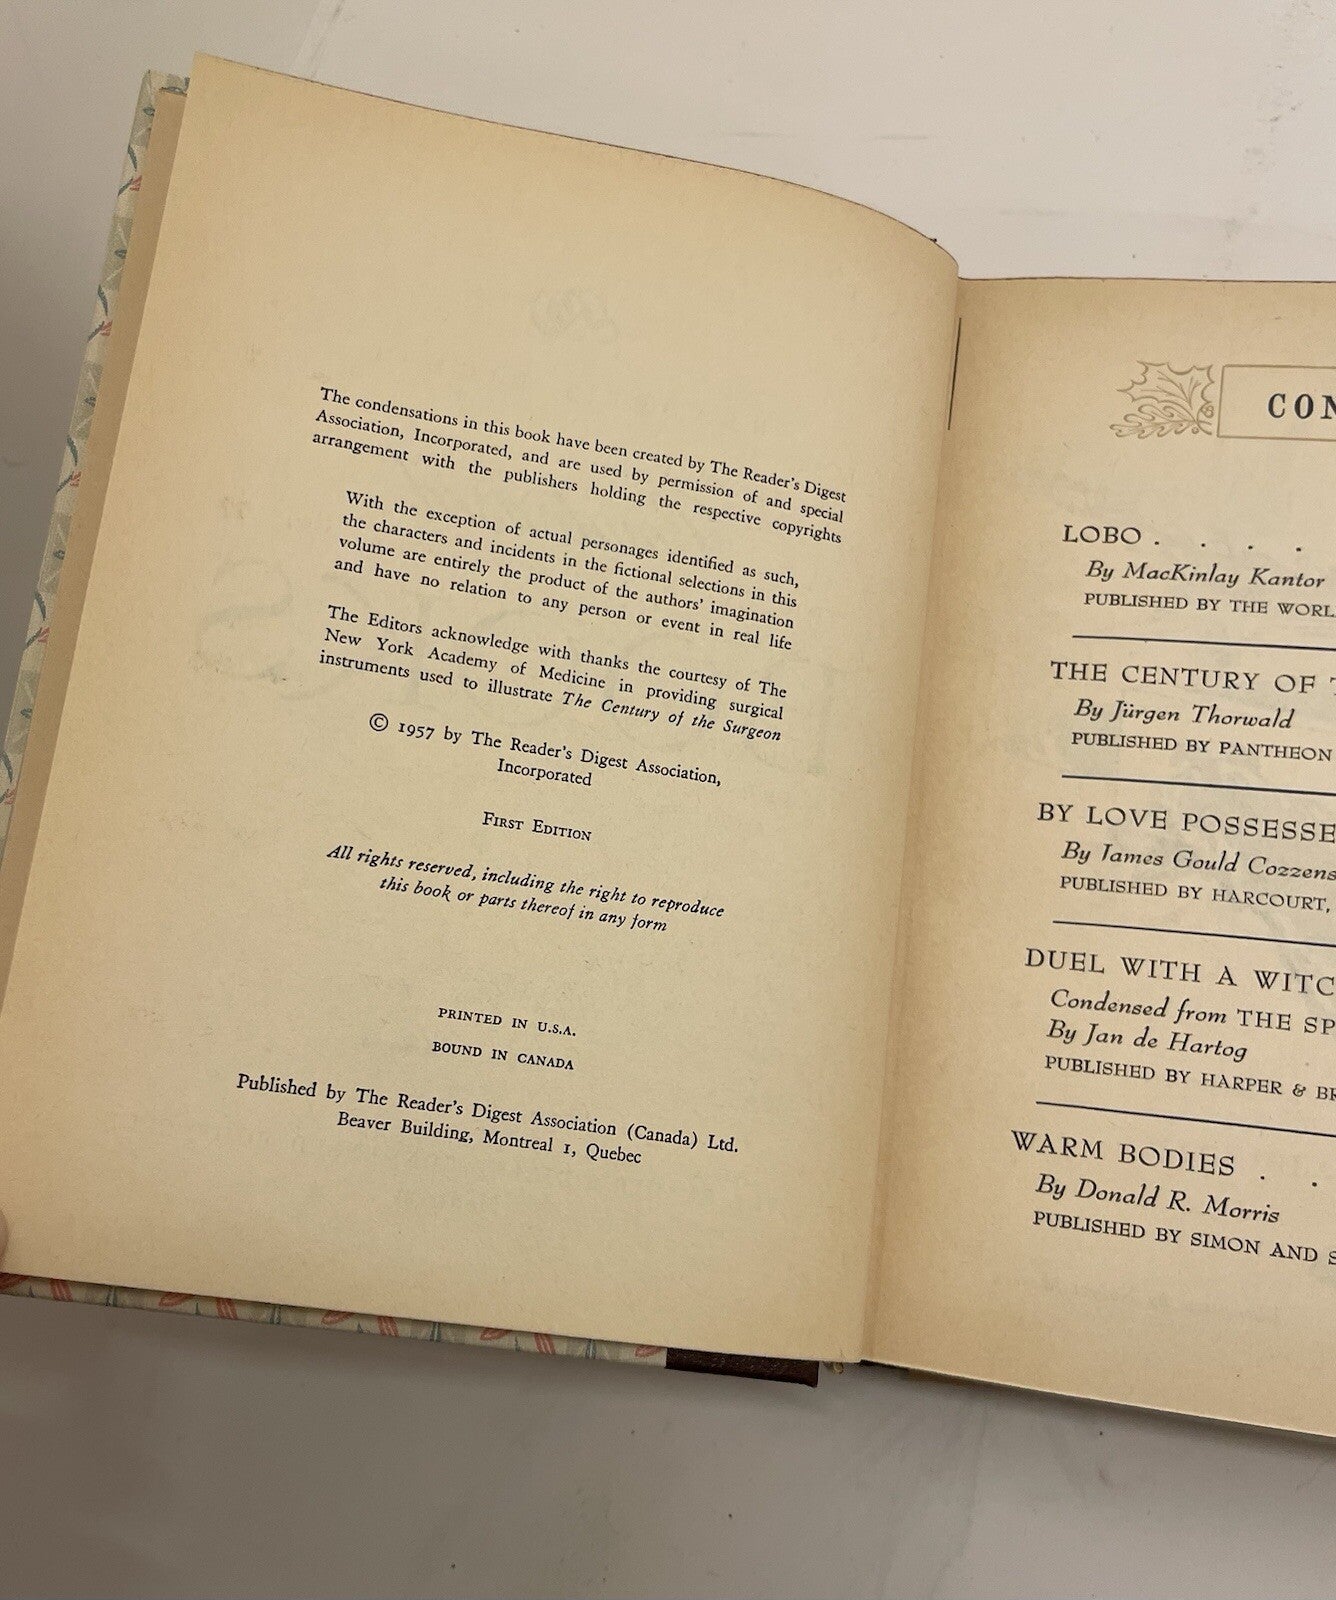 The condensations in this book have been created by The Reader's Digest
Association, Incorporated, and are used by permission of and special
arrangement with the publishers holding the respective copyrights
With the exception of actual personages identified as such,
the characters and incidents in the fictional selections in this
volume are entirely the product of the authors' imagination
and have no relation to any person or event in real life
The Editors acknowledge with thanks the courtesy of The
New York Academy of Medicine in providing surgical
instruments used to illustrate The Century of the Surgeon
© 1957 by The Reader's Digest Association,
Incorporated
First Edition
All rights reserved, including the right to reproduce
this book or parts thereof in any form
PRINTED IN U.S.A.
BOUND IN CANADA
Published by The Reader's Digest Association (Canada) Ltd.
Beaver Building, Montreal 1, Quebec
CON
LOBO . . . .
By MacKinlay Kantor
PUBLISHED BY THE WORL
THE CENTURY OF T
By Jürgen Thorwald
PUBLISHED BY PANTHEON
BY LOVE POSSESSE
By James Gould Cozzens
PUBLISHED BY HARCOURT,
DUEL WITH A WITC
Condensed from THE SP
By Jan de Hartog
PUBLISHED BY HARPER & BR
WARM BODIES . .
By Donald R. Morris
PUBLISHED BY SIMON AND S